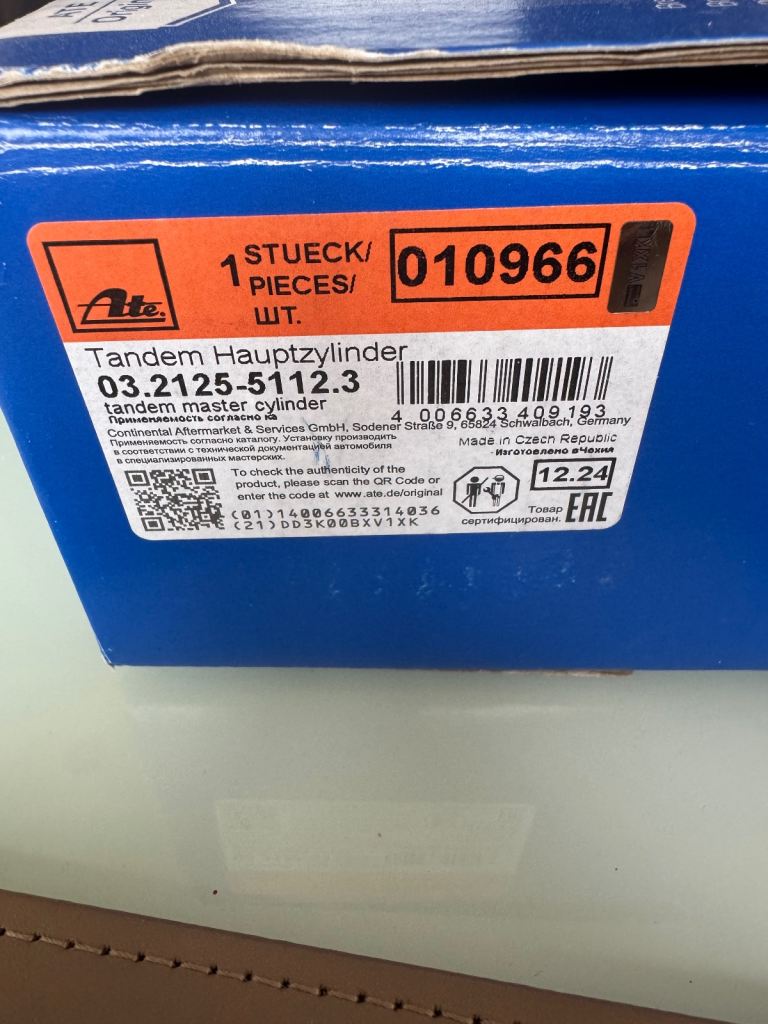 ATE
Original
Ate.
1 STUECK/
PIECES/
ШТ.
010966
Tandem Hauptzylinder
03.2125-5112.3
tandem master cylinder
4 006633 409193
Применяемость согласно ка
Continental Aftermarket & Services GmbH, Sodener Straße 9, 65824 Schwalbach, Germany
Применяемость согласно каталогу. Установку производить
в соответствии с технической документацией автомобиля
в специализированных мастерских.
Made in Czech Republic
- Изготовлено вЧехия
12.24
To check the authenticity of the
product, please scan the QR Code or
enter the code at www.ate.de/original
(01)14006633314036
(21)DD3K00BXV1XK
Товар
сертифицирован.
EAC